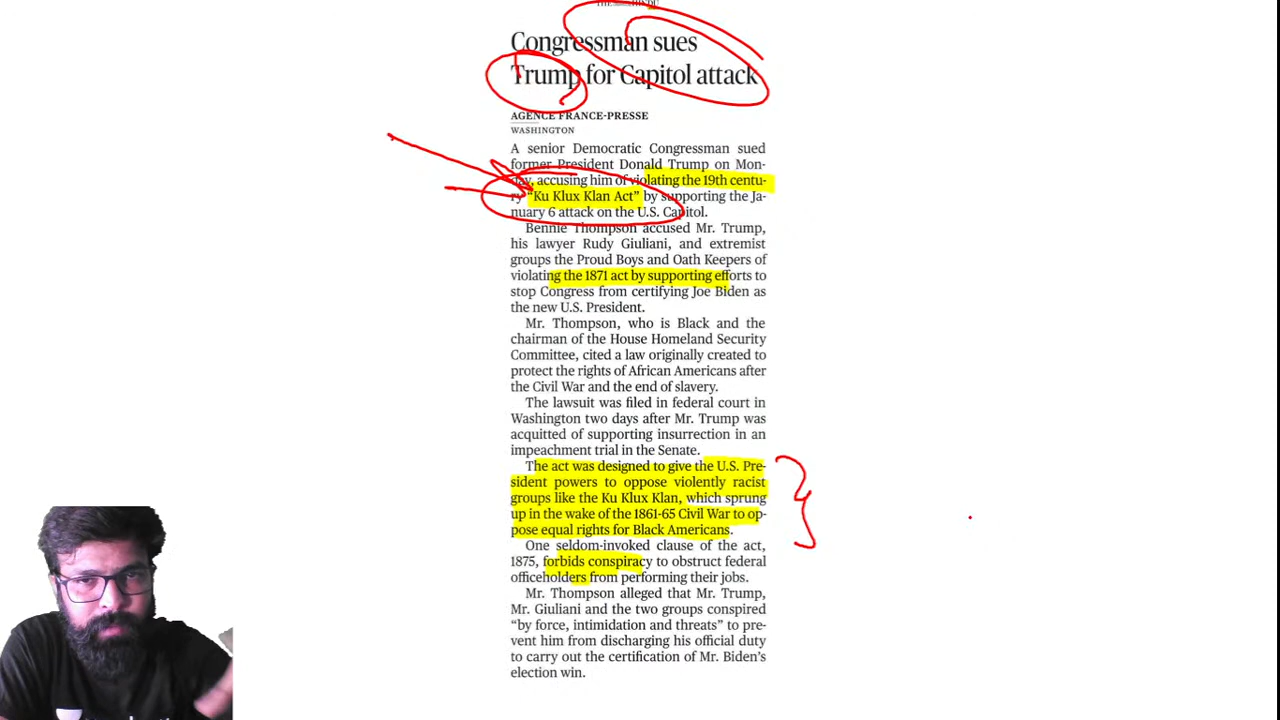 THE HINDU
Congressman sues
Trump for Capitol attack
AGENCE FRANCE-PRESSE
WASHINGTON
A senior Democratic Congressman sued
former President Donald Trump on Mon-
day, accusing him of violating the 19th centu-
ry “Ku Klux Klan Act” by supporting the Ja-
nuary 6 attack on the U.S. Capitol.
Bennie Thompson accused Mr. Trump,
his lawyer Rudy Giuliani, and extremist
groups the Proud Boys and Oath Keepers of
violating the 1871 act by supporting efforts to
stop Congress from certifying Joe Biden as
the new U.S. President.
Mr. Thompson, who is Black and the
chairman of the House Homeland Security
Committee, cited a law originally created to
protect the rights of African Americans after
the Civil War and the end of slavery.
The lawsuit was filed in federal court in
Washington two days after Mr. Trump was
acquitted of supporting insurrection in an
impeachment trial in the Senate.
The act was designed to give the U.S. Pre-
sident powers to oppose violently racist
groups like the Ku Klux Klan, which sprung
up in the wake of the 1861-65 Civil War to op-
pose equal rights for Black Americans.
One seldom-invoked clause of the act,
1875, forbids conspiracy to obstruct federal
officeholders from performing their jobs.
Mr. Thompson alleged that Mr. Trump,
Mr. Giuliani and the two groups conspired
“by force, intimidation and threats” to pre-
vent him from discharging his official duty
to carry out the certification of Mr. Biden’s
election win.